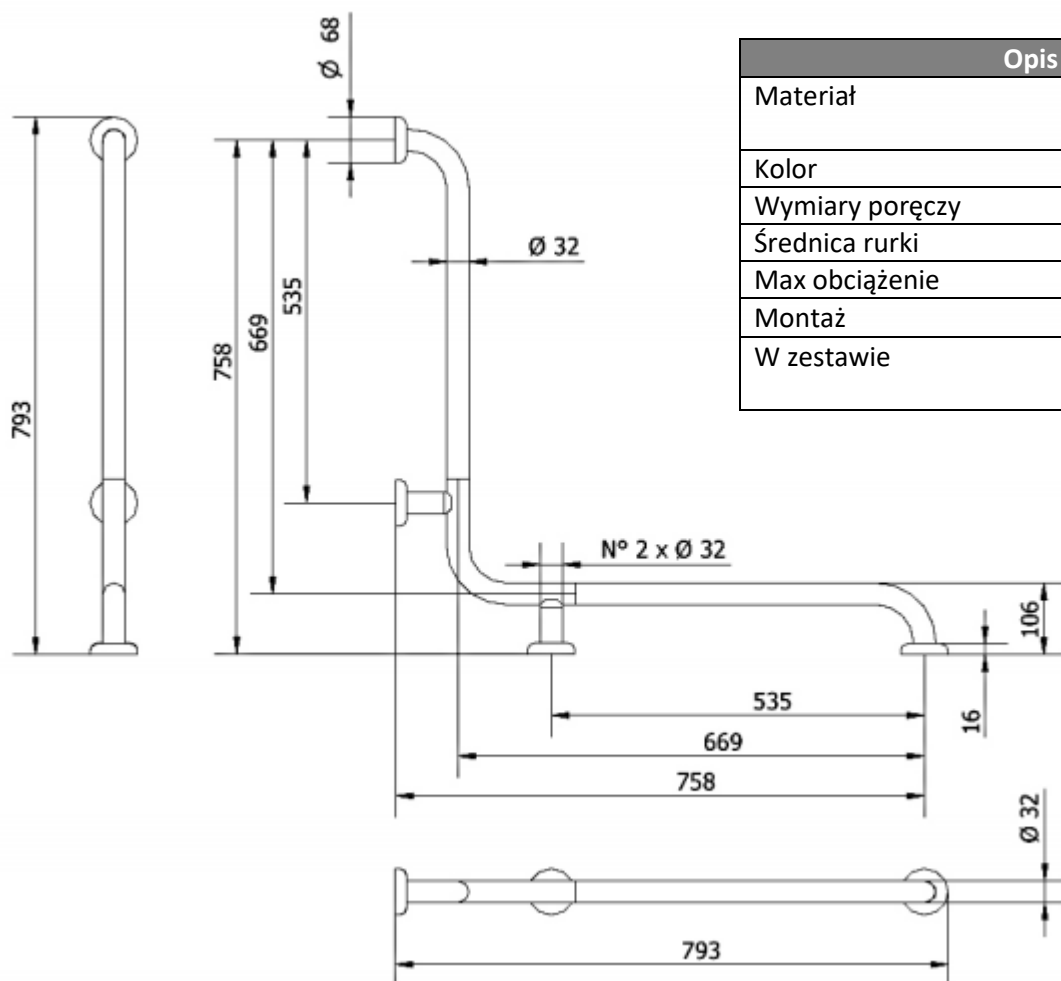 Ø 68
Opis
Materiał
Kolor
Wymiary poręczy
Średnica rurki
Max obciążenie
Montaż
W zestawie
Ø 32
535
669
758
793
N° 2 x Ø 32
106
16
535
669
758
Ø 32
793